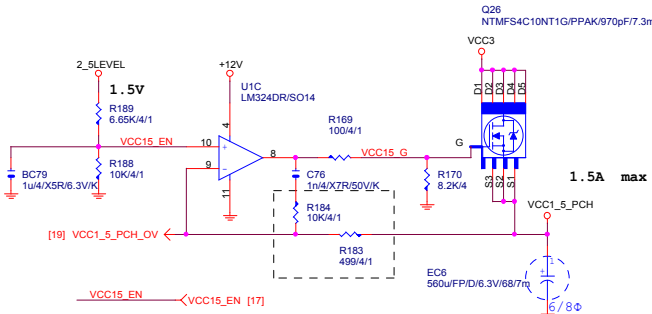 Q26
NTMFS4C10NT1G/PPAK/970pF/7.3m
VCC3
2_5LEVEL
+12V
1.5V
U1C
LM324DR/SO14
D1
D2
D3
D4
D5
R189
6.65K/4/1
R169
100/4/1
4
VCC15_EN
10
+
8
VCC15_G
G
9
-
BC79
1u/4/X5R/6.3V/K
R188
10K/4/1
C76
1n/4/X7R/50V/K
R170
8.2K/4
S3
S2
S1
1.5A max
11
R184
10K/4/1
VCC1_5_PCH
[19] VCC1_5_PCH_OV
R183
499/4/1
EC6
560u/FP/D/6.3V/68/7m
1
+
6/8Φ
VCC15_EN
VCC15_EN [17]